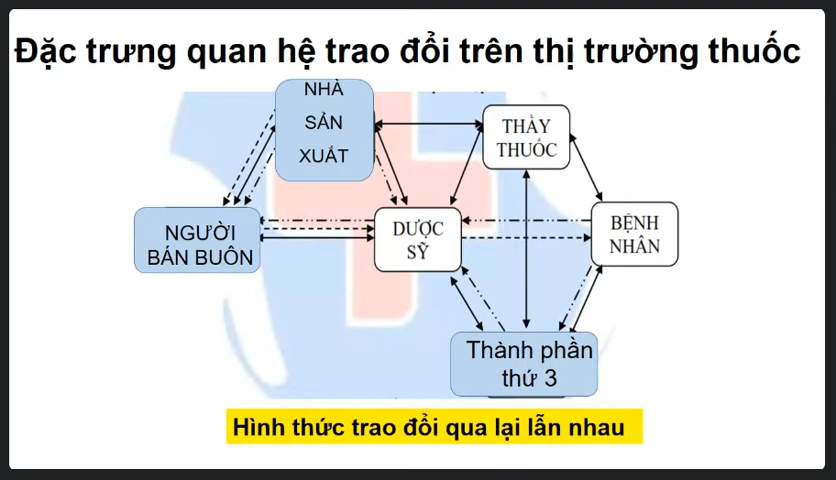 Đặc trưng quan hệ trao đổi trên thị trường thuốc
NHÀ
SẢN
XUẤT
THẦY
THUỐC
NGƯỜI
BÁN BUÔN
DƯỢC
SỸ
BỆNH
NHÂN
Thành phần
thứ 3
Hình thức trao đổi qua lại lẫn nhau